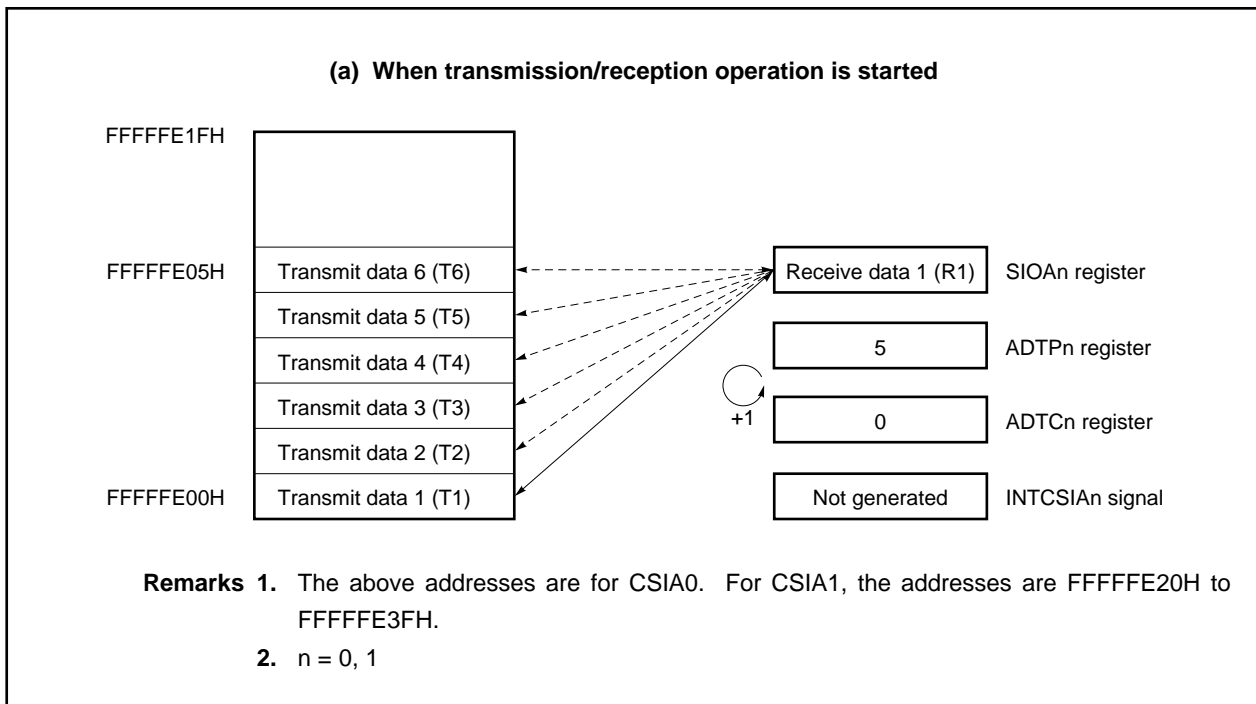 (a) When transmission/reception operation is started
FFFFFE1FH
FFFFFE05H
Transmit data 6 (T6)
Receive data 1 (R1)
SIOAn register
Transmit data 5 (T5)
5
ADTPn register
Transmit data 4 (T4)
Transmit data 3 (T3)
+1
0
ADTCn register
Transmit data 2 (T2)
FFFFFE00H
Transmit data 1 (T1)
Not generated
INTCSIAn signal
Remarks 1. The above addresses are for CSIA0. For CSIA1, the addresses are FFFFFE20H to
FFFFFE3FH.
2. n = 0, 1